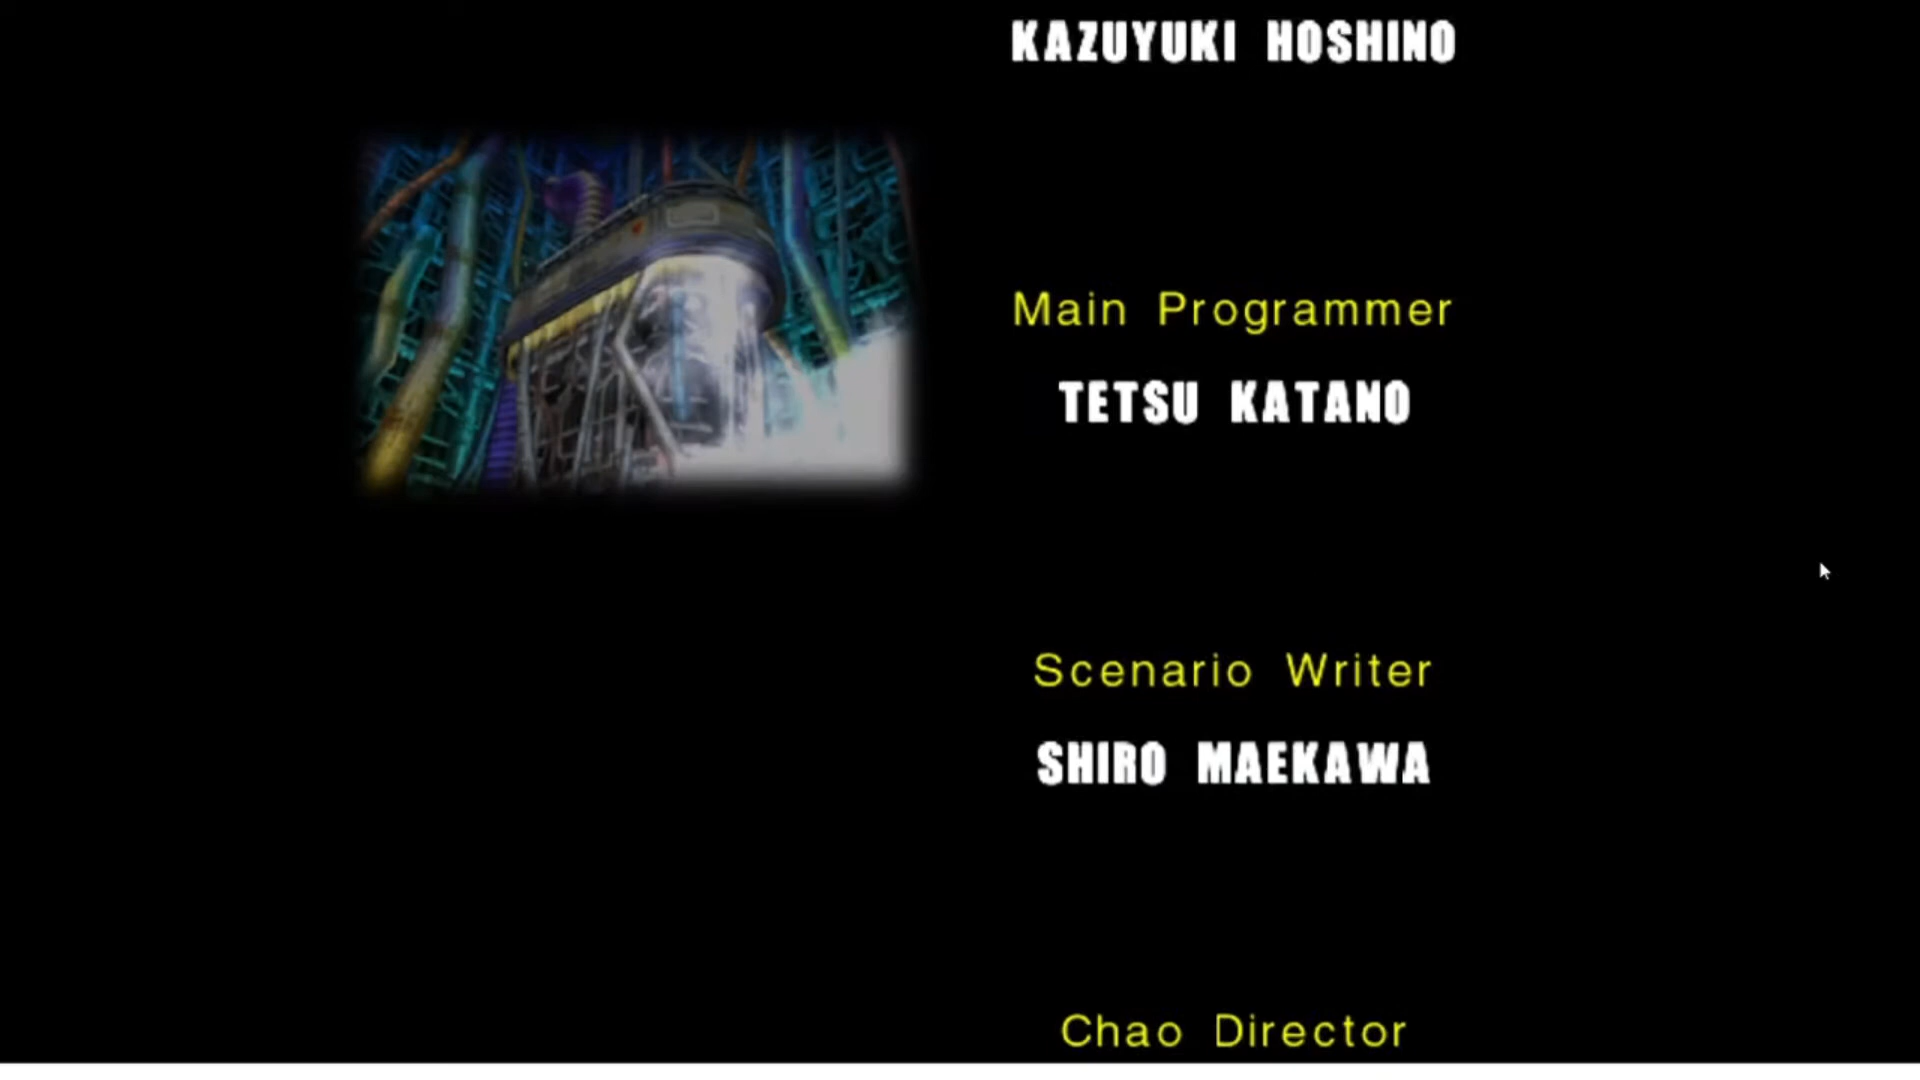 KAZUYUKI HOSHINO
Main Programmer
TETSU KATANO
Scenario Writer
SHIRO MAEKAWA
Chao Director